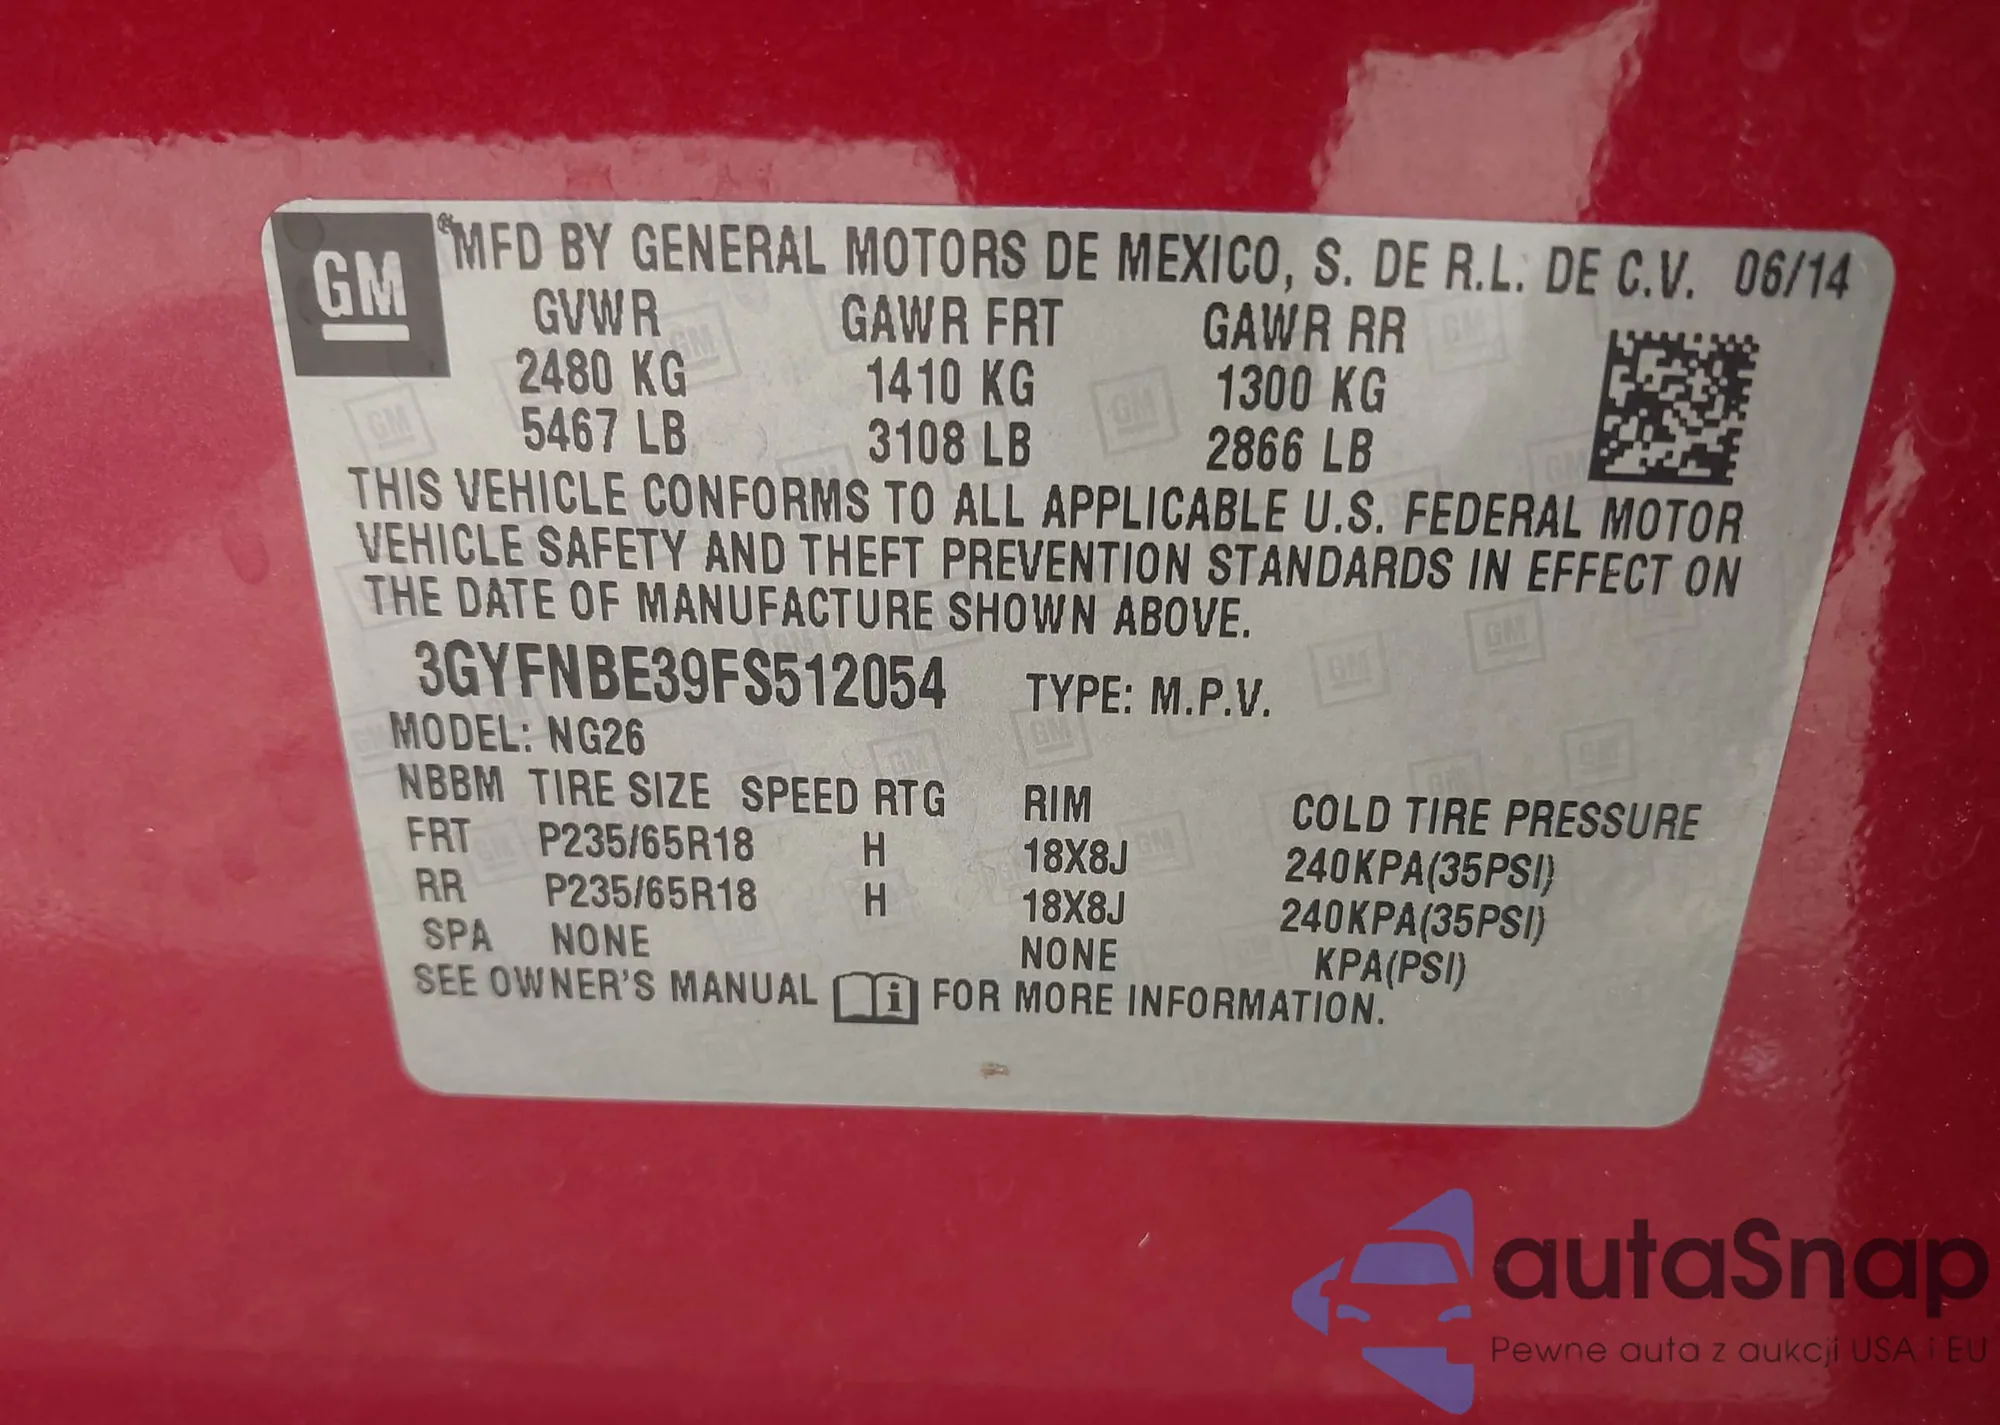 GM
MFD BY GENERAL MOTORS DE MEXICO, S. DE R.L. DE C.V. 06/14
GVWR GAWR FRT GAWR RR
2480 KG 1410 KG 1300 KG
5467 LB 3108 LB 2866 LB
THIS VEHICLE CONFORMS TO ALL APPLICABLE U.S. FEDERAL MOTOR
VEHICLE SAFETY AND THEFT PREVENTION STANDARDS IN EFFECT ON
THE DATE OF MANUFACTURE SHOWN ABOVE.
3GYFNBE39FS512054 TYPE: M.P.V.
MODEL: NG26
NBBM TIRE SIZE SPEED RTG RIM COLD TIRE PRESSURE
FRT P235/65R18 H 18X8J 240KPA(35PSI)
RR P235/65R18 H 18X8J 240KPA(35PSI)
SPA NONE NONE KPA(PSI)
SEE OWNER'S MANUAL i FOR MORE INFORMATION.
autaSnap
Pewne auta z aukcji USA i EU